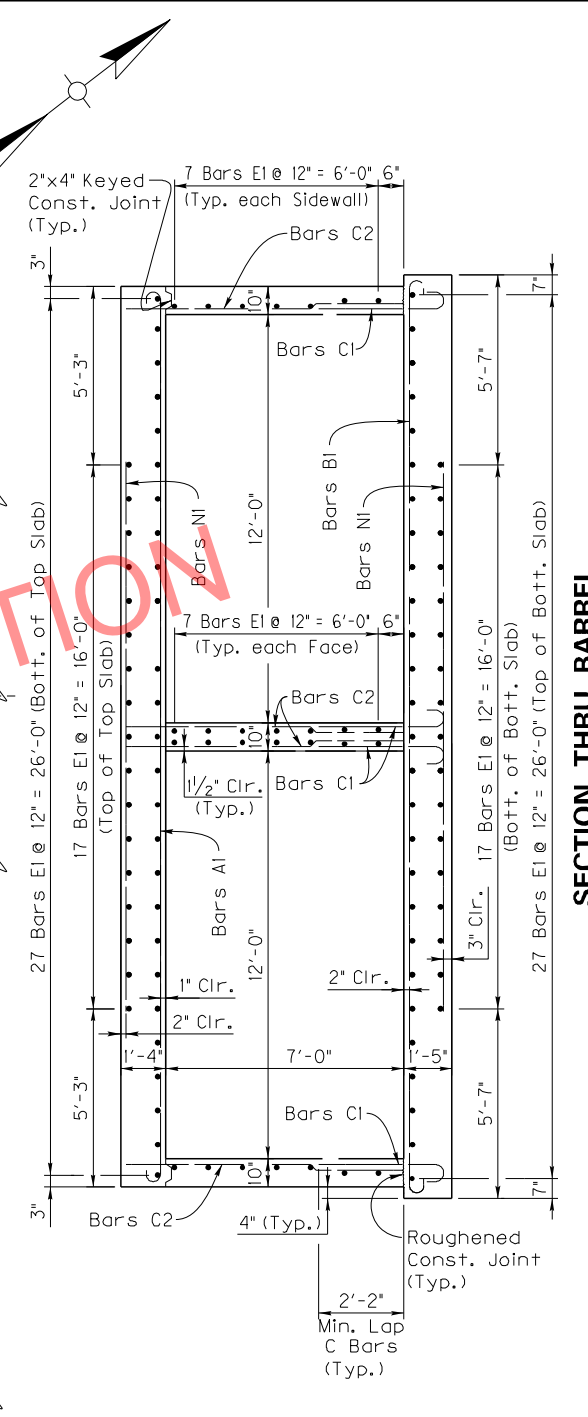 2"x4" Keyed
Const. Joint
(Typ.)
7 Bars E1 @ 12" = 6'-0"
6"
(Typ. each Sidewall)
Bars C2
3"
10"
7"
Bars C1
5'-3"
5'-7"
Bars B1
Bars N1
Bars N1
12'-0"
27 Bars E1 @ 12" = 26'-0" (Bott. of Top Slab)
17 Bars E1 @ 12" = 16'-0"
(Top of Top Slab)
TION
7 Bars E1 @ 12" = 6'-0"
6"
(Typ. each Face)
Bars C2
10"
Bars C1
1 1/2" Clr.
(Typ.)
Bars A1
12'-0"
17 Bars E1 @ 12" = 16'-0"
(Bott. of Bott. Slab)
27 Bars E1 @ 12" = 26'-0" (Top of Bott. Slab)
SECTION THRU BARREL
3" Clr.
1" Clr.
2" Clr.
2" Clr.
1'-4"
7'-0"
1'-5"
5'-3"
5'-7"
Bars C1
10"
3"
7"
Bars C2
4" (Typ.)
Roughened
Const. Joint
(Typ.)
2'-2"
Min. Lap
C Bars
(Typ.)